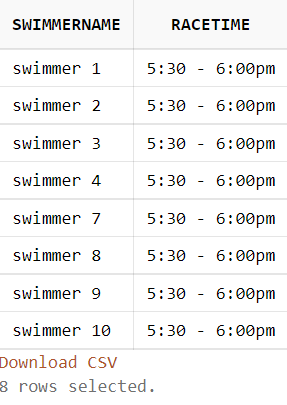 SWIMMERNAME RACETIME
swimmer 1 5:30 - 6:00pm
swimmer 2 5:30 - 6:00pm
swimmer 3 5:30 - 6:00pm
swimmer 4 5:30 - 6:00pm
swimmer 7 5:30 - 6:00pm
swimmer 8 5:30 - 6:00pm
swimmer 9 5:30 - 6:00pm
swimmer 10 5:30 - 6:00pm
Download CSV
8 rows selected.